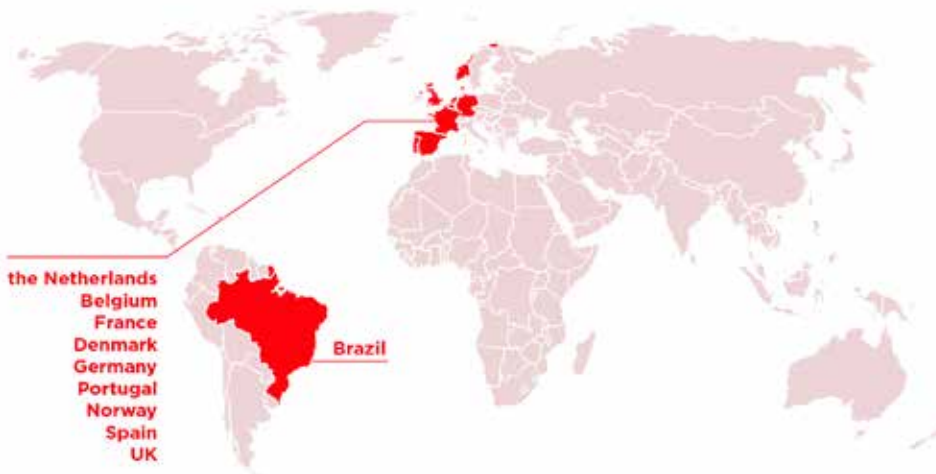 the Netherlands
Belgium
France
Denmark
Germany
Portugal
Norway
Spain
UK
Brazil